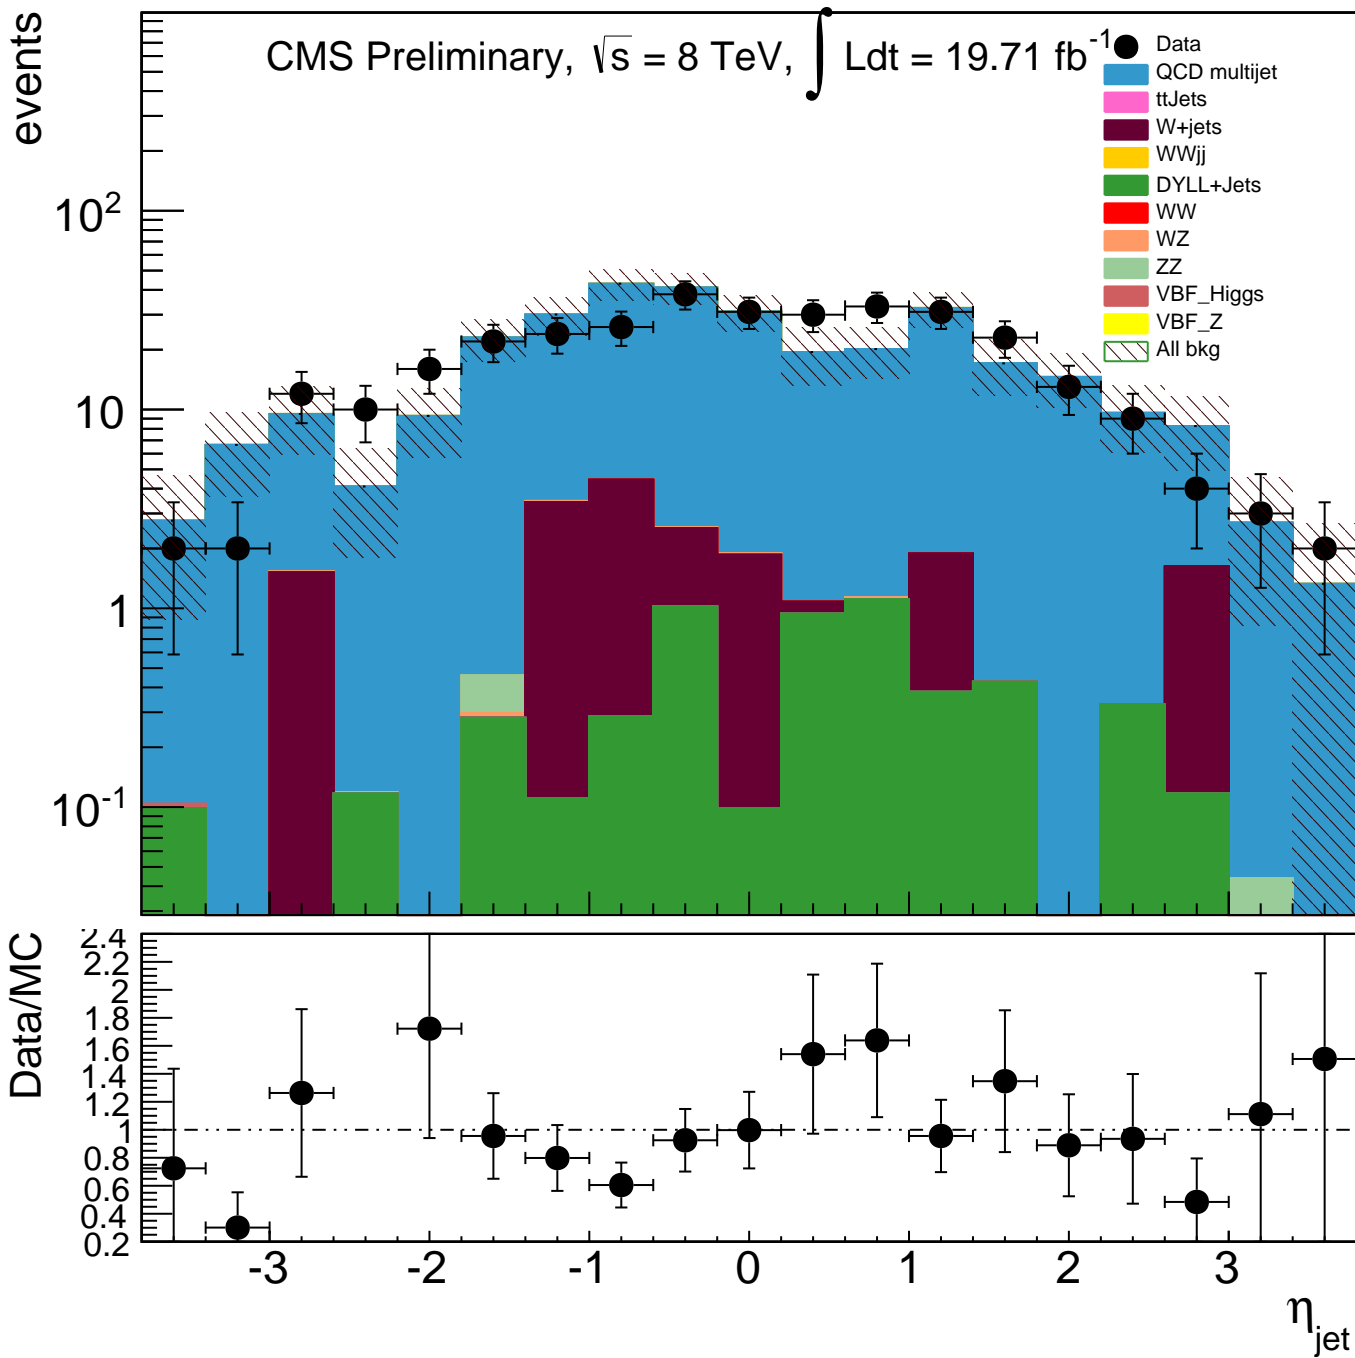 events
CMS Preliminary, √s = 8 TeV, ∫ Ldt = 19.71 fb⁻¹
Data
QCD multijet
ttJets
W+jets
WWjj
DYLL+Jets
WW
WZ
ZZ
VBF_Higgs
VBF_Z
All bkg
10²
10
1
10⁻¹
Data/MC
2.4
2.2
2
1.8
1.6
1.4
1.2
1
0.8
0.6
0.4
0.2
-3 -2 -1 0 1 2 3
η_jet